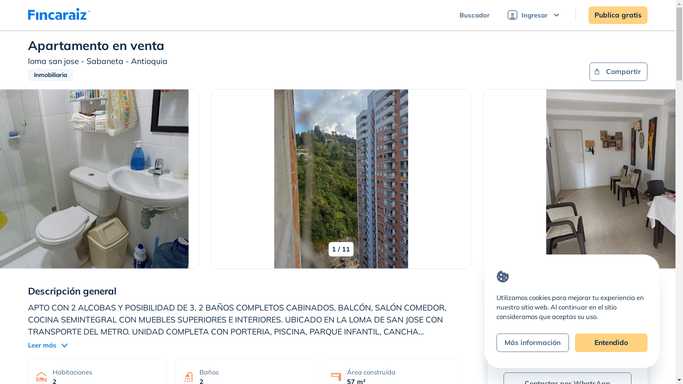 Fincaraiz
Buscador
Ingresar
Publica gratis
Apartamento en venta
loma san jose - Sabaneta - Antioquia
Inmobiliaria
Compartir
1 / 11
Descripción general
APTO CON 2 ALCOBAS Y POSIBILIDAD DE 3, 2 BAÑOS COMPLETOS CABINADOS, BALCÓN, SALÓN COMEDOR,
COCINA SEMINTEGRAL CON MUEBLES SUPERIORES E INTERIORES. UBICADO EN LA LOMA DE SAN JOSE CON
TRANSPORTE DEL METRO. UNIDAD COMPLETA CON PORTERIA, PISCINA, PARQUE INFANTIL, CANCHA...
Leer más
Habitaciones
2
Baños
2
Área construida
57 m²
Utilizamos cookies para mejorar tu experiencia en
nuestro sitio web. Al continuar en el sitio
consideramos que aceptas su uso.
Más información
Entendido
Contactar por WhatsApp